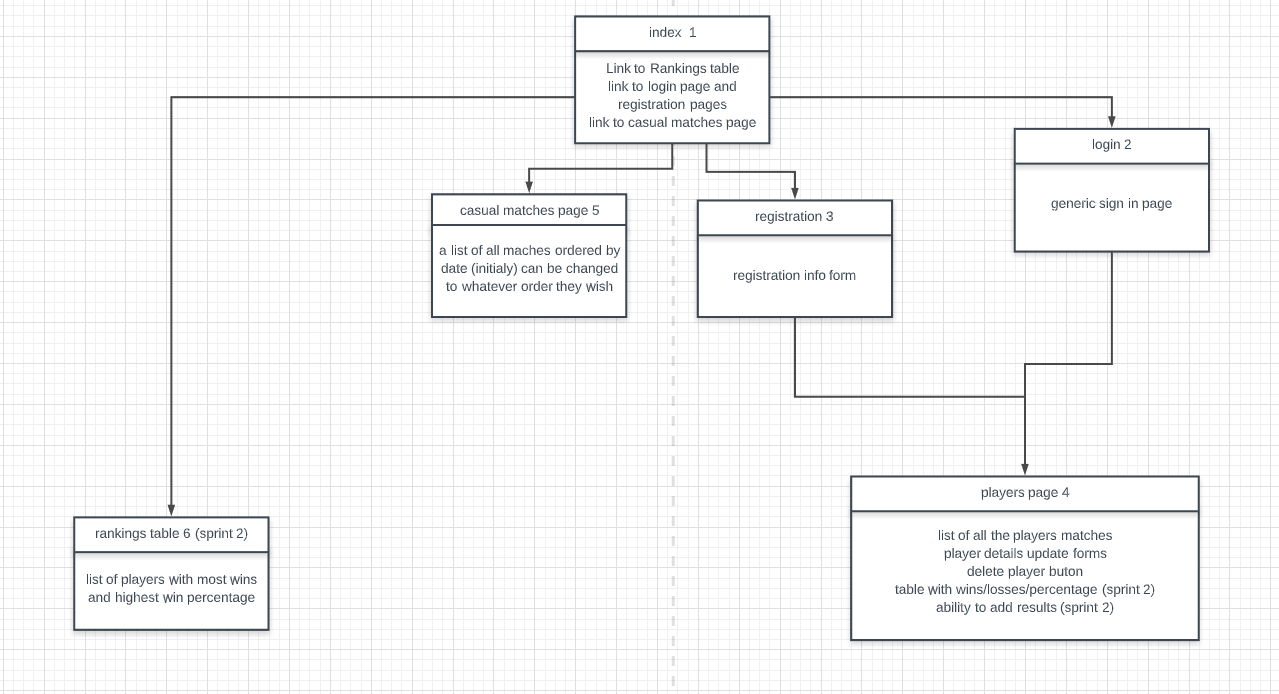 index  1
Link to Rankings table
link to login page and
registration pages
link to casual matches page
login 2
generic sign in page
casual matches page 5
a list of all maches ordered by
date (initialy) can be changed
to whatever order they wish
registration 3
registration info form
players page 4
list of all the players matches
player details update forms
delete player buton
table with wins/losses/percentage (sprint 2)
ability to add results (sprint 2)
rankings table 6 (sprint 2)
list of players with most wins
and highest win percentage